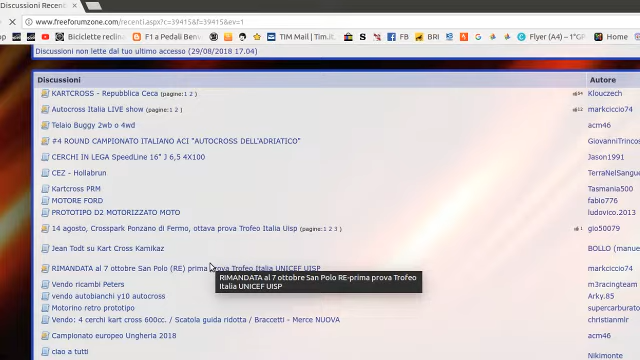 Discussioni Recenti
www.freeforumzone.com/recenti.aspx?c=39415&f=39415&ev=1
Biciclette reclin F1 a Pedali Benv TIM Mail | Tim.it G BRI C Flyer (A4) – 1°GP Home
Discussioni non lette dal tuo ultimo accesso (29/08/2018 17.04)
Discussioni Autore
KARTCROSS - Repubblica Ceca (pagine:1 2 ) Klouczech
Autocross Italia LIVE show (pagine:1 2 ) markciccio74
Telaio Buggy 2wb o 4wd acm46
#4 ROUND CAMPIONATO ITALIANO ACI "AUTOCROSS DELL'ADRIATICO" GiovanniTrincos
CERCHI IN LEGA SpeedLine 16" J 6,5 4X100 Jason1991
CEZ - Hollabrun TerraNelSangue
Kartcross PRM Tasmania500
MOTORE FORD fabio776
PROTOTIPO D2 MOTORIZZATO MOTO ludovico.2013
14 agosto, Crosspark Ponzano di Fermo, ottava prova Trofeo Italia Uisp (pagine:1 2 3 ) 1 gio50079
Jean Todt su Kart Cross Kamikaz BOLLO (manue
RIMANDATA al 7 ottobre San Polo (RE) prima prova Trofeo Italia UNICEF UISP markciccio74
RIMANDATA al 7 ottobre San Polo RE-prima prova Trofeo
Italia UNICEF UISP
Vendo ricambi Peters m3racingteam
vendo autobianchi y10 autocross Arky.85
Motorino retro prototipo supercorsaro
Vendo: 4 cerchi kart cross 600cc. / Scatola guida ridotta / Braccetti - Merce NUOVA christianmir
Campionato europeo Ungheria 2018 acm46
ciao a tutti Nikimonte